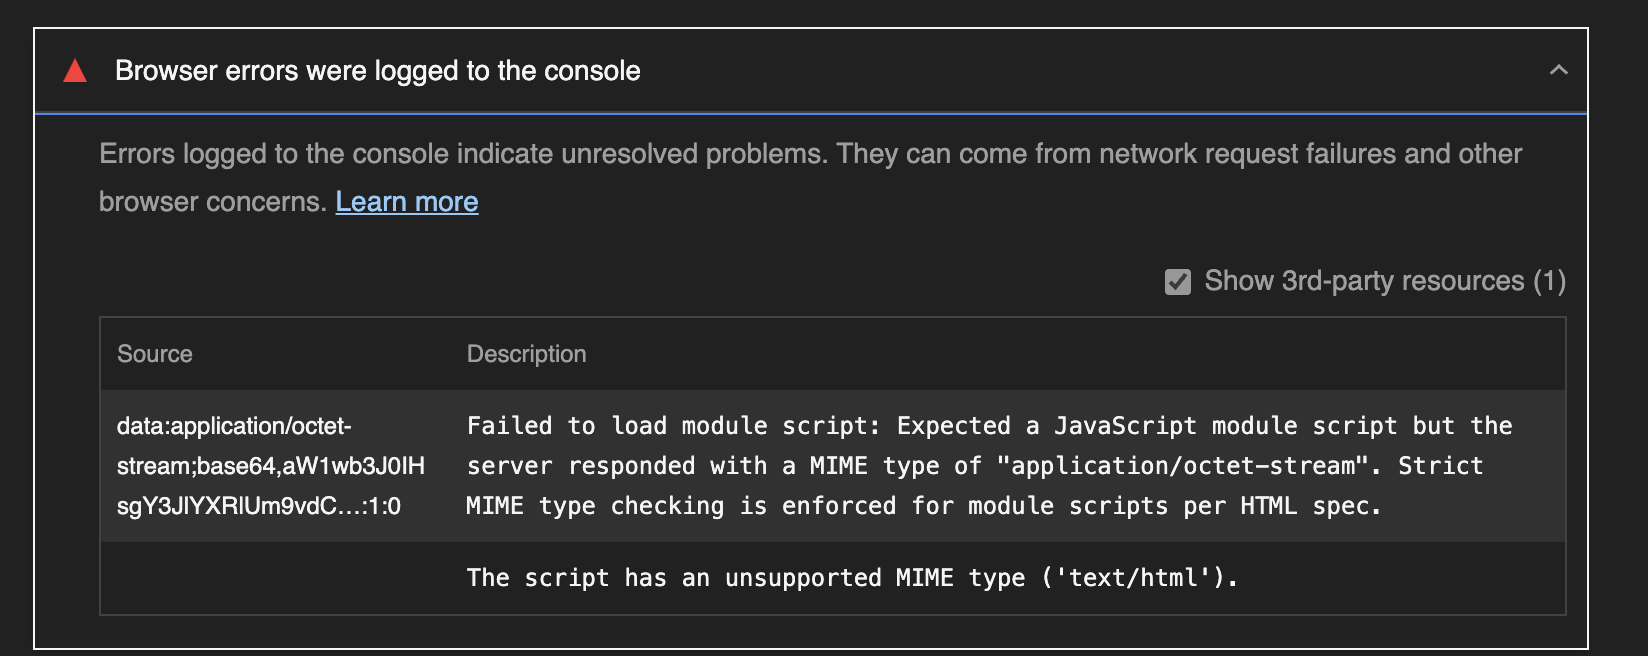 Browser errors were logged to the console
Errors logged to the console indicate unresolved problems. They can come from network request failures and other
browser concerns. Learn more
Show 3rd-party resources (1)
Source Description
data:application/octet-
stream;base64,aW1wb3J0IH
sgY3JlYXRlUm9vdC...:1:0
Failed to load module script: Expected a JavaScript module script but the
server responded with a MIME type of "application/octet-stream". Strict
MIME type checking is enforced for module scripts per HTML spec.
The script has an unsupported MIME type ('text/html').